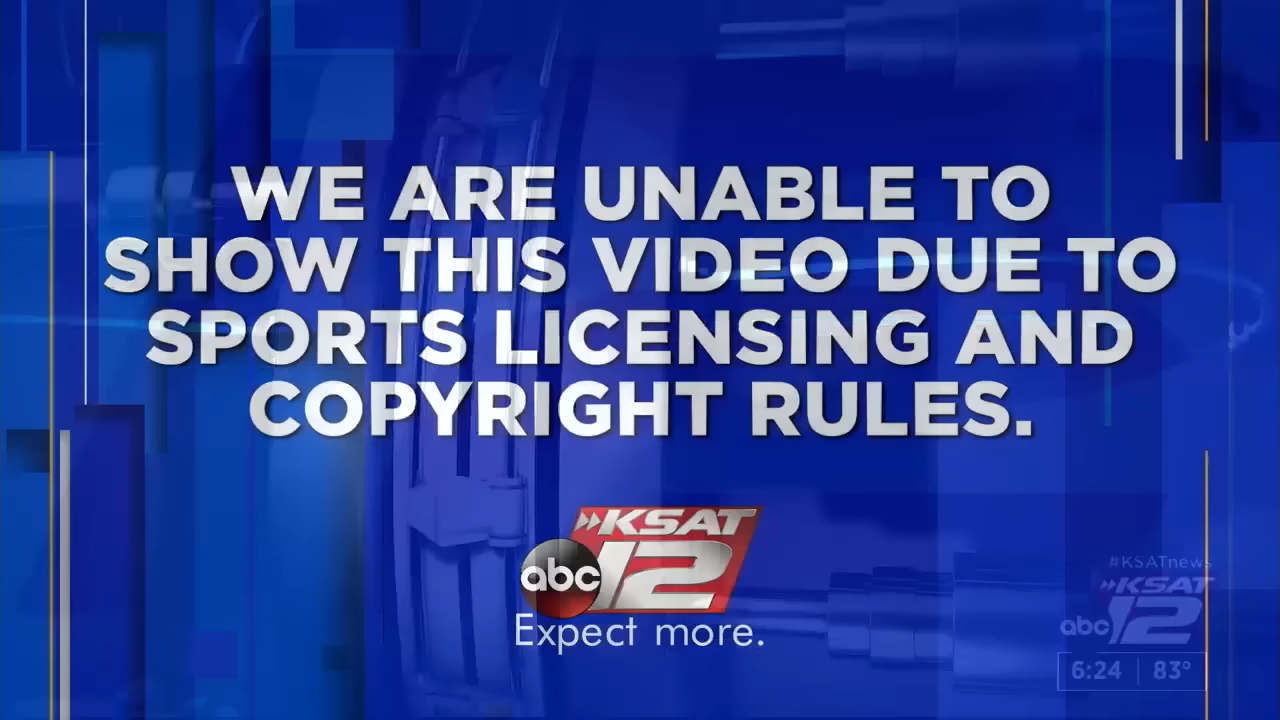 WE ARE UNABLE TO
SHOW THIS VIDEO DUE TO
SPORTS LICENSING AND
COPYRIGHT RULES.
KSAT
abc 12
Expect more.
#KSATnews
KSAT
abc 12
6:24 83°